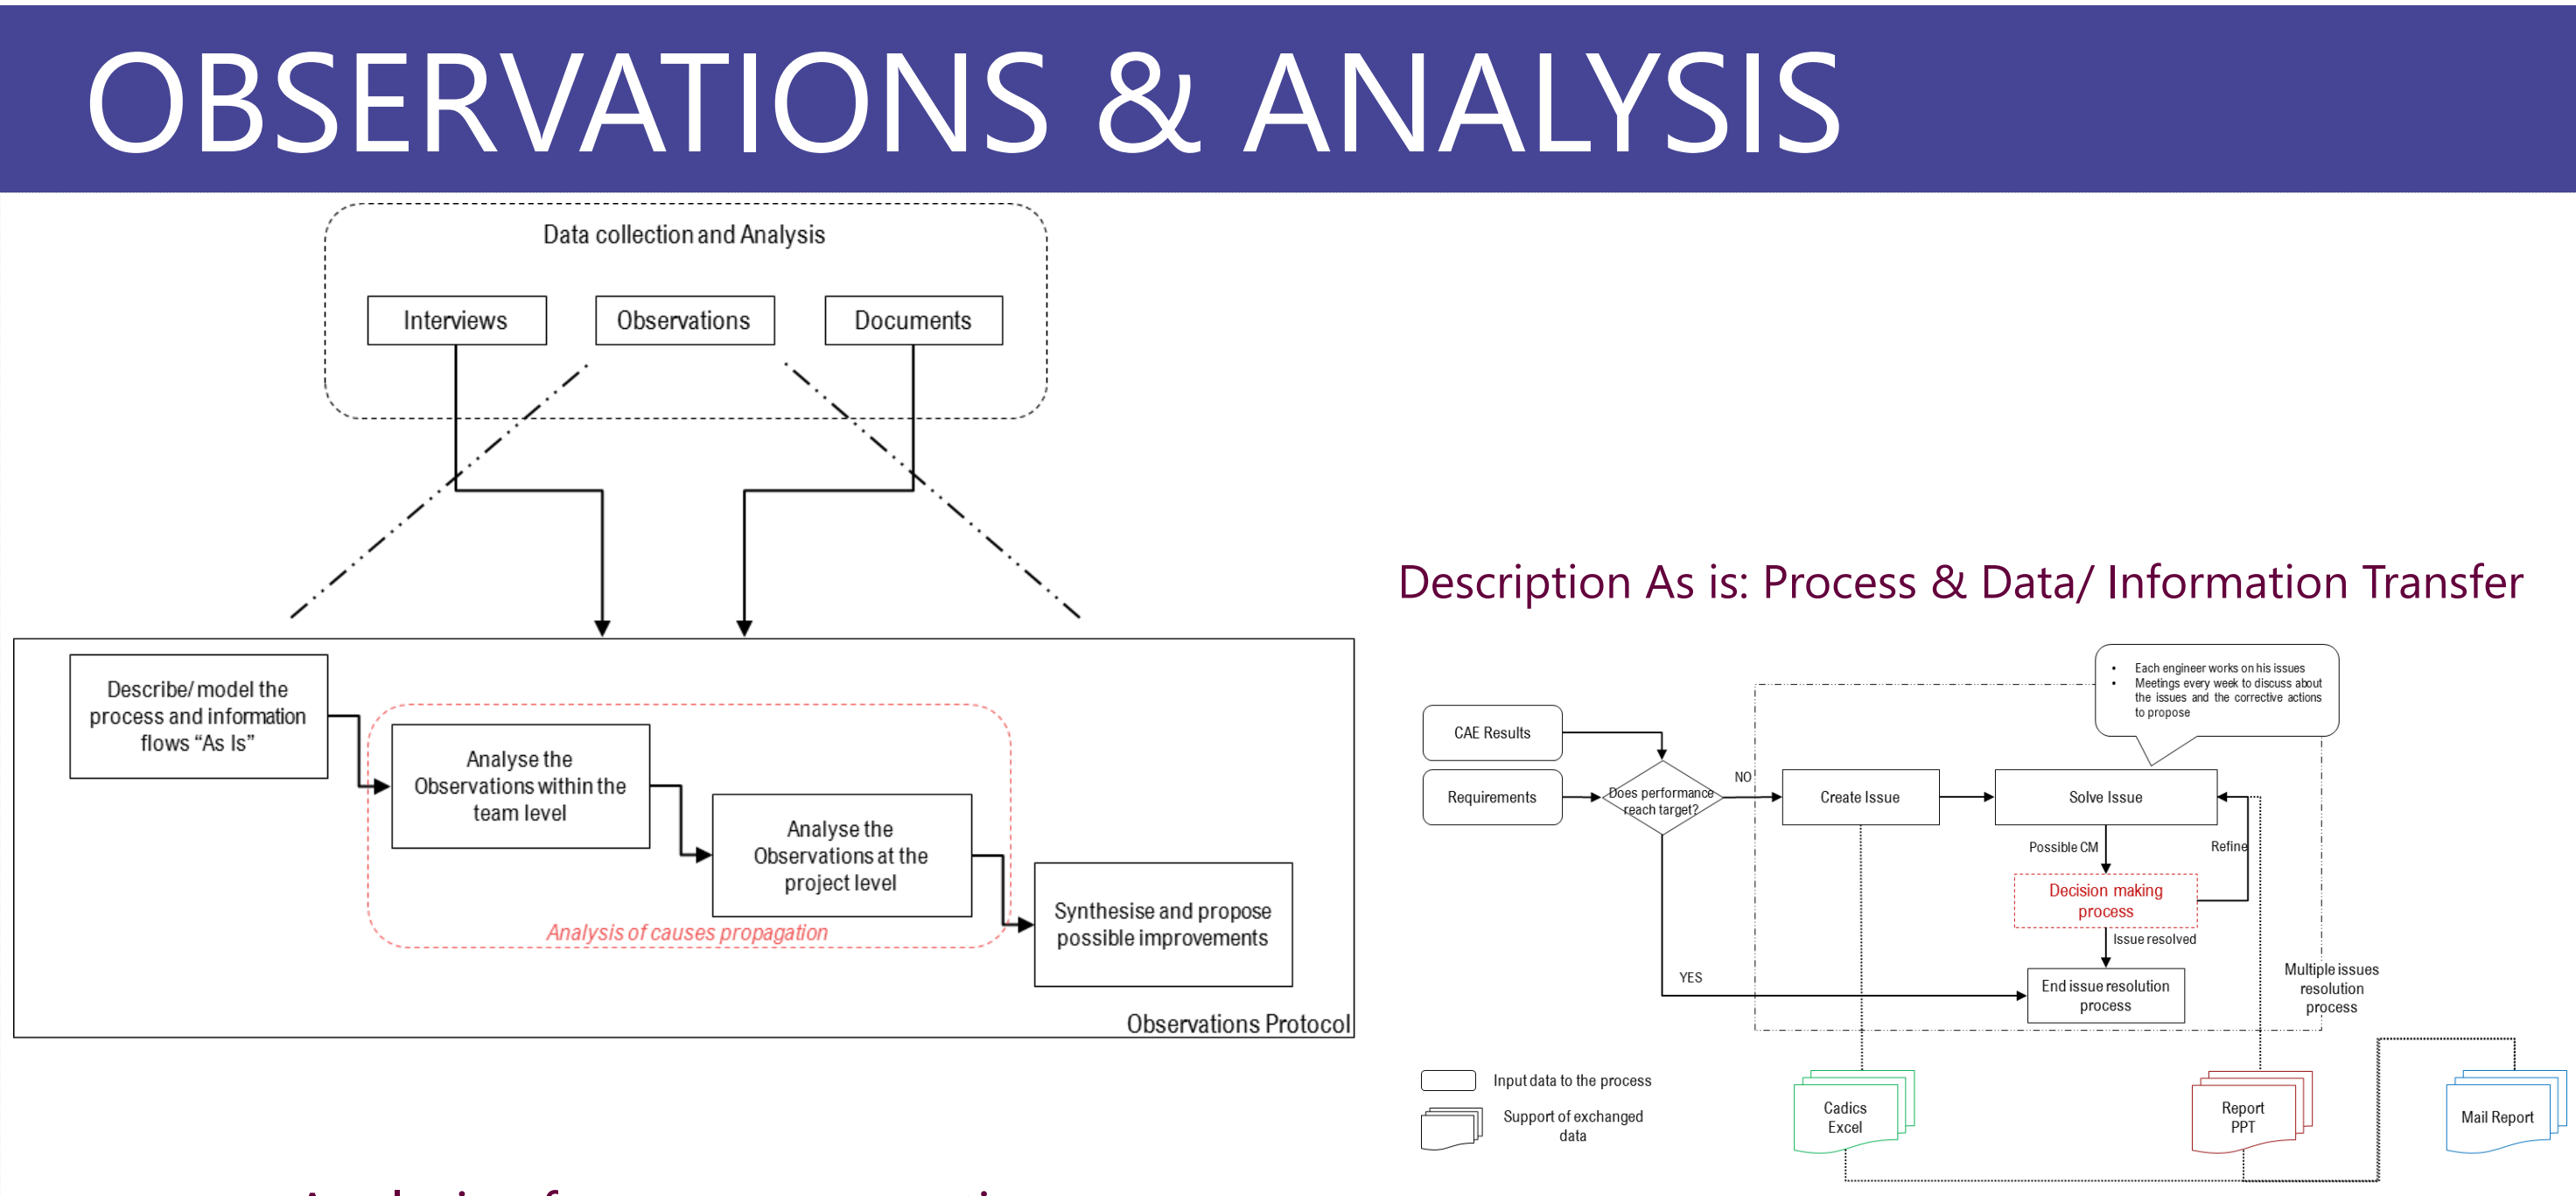 OBSERVATIONS & ANALYSIS
Data collection and Analysis
Interviews
Observations
Documents
Describe/ model the
process and information
flows “As Is”
Analyse the
Observations within the
team level
Analyse the
Observations at the
project level
Synthesise and propose
possible improvements
Analysis of causes propagation
Observations Protocol
Description As is: Process & Data/ Information Transfer
• Each engineer works on his issues
• Meetings every week to discuss about
the issues and the corrective actions
to propose
CAE Results
Requirements
Does performance
reach target?
NO
Create Issue
Solve Issue
Possible CM
Refine
Decision making
process
Issue resolved
YES
End issue resolution
process
Multiple issues
resolution
process
Input data to the process
Support of exchanged
data
Cadics
Excel
Report
PPT
Mail Report